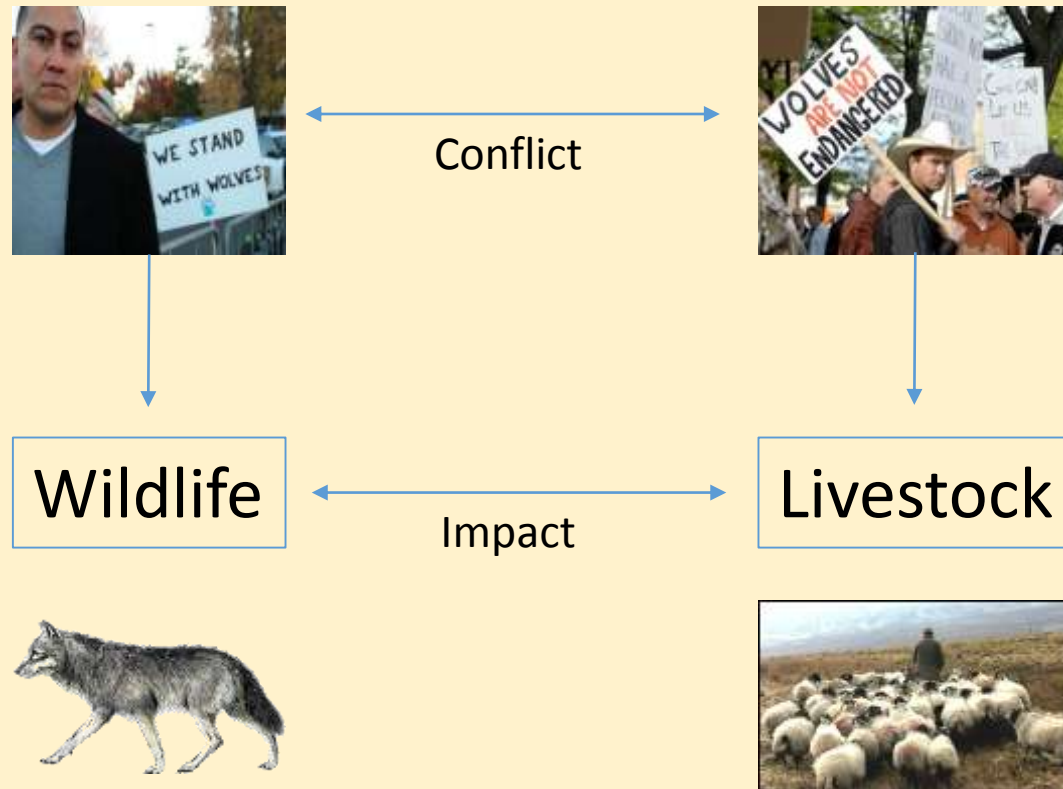 WE STAND
WITH WOLVES
Conflict
WOLVES
ARE NOT
ENDANGERED
Wildlife
Impact
Livestock